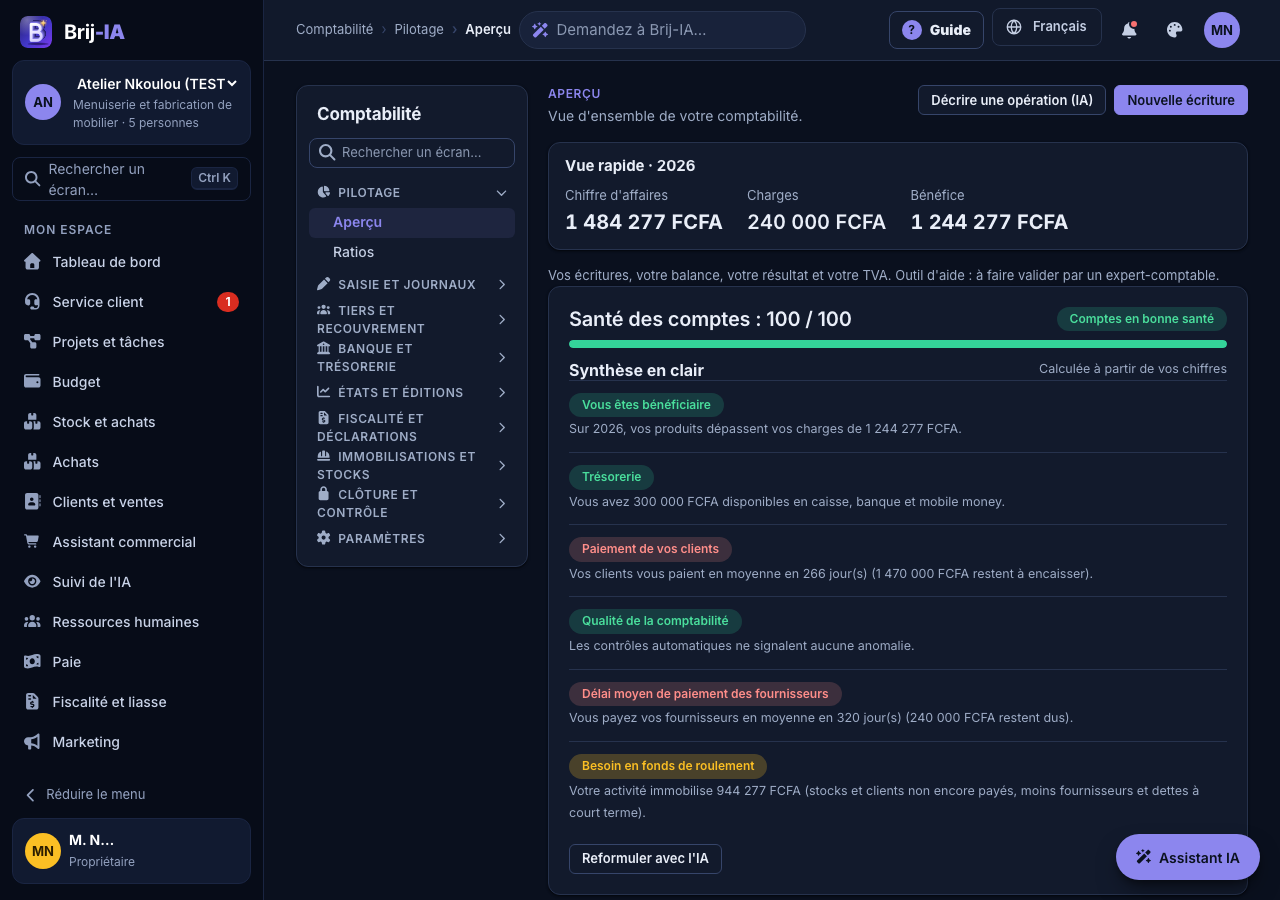 Brij-IA
AN
Atelier Nkoulou (TEST
Menuiserie et fabrication de
mobilier · 5 personnes
Rechercher un
écran...
Ctrl K
MON ESPACE
Tableau de bord
Service client
1
Projets et tâches
Budget
Stock et achats
Achats
Clients et ventes
Assistant commercial
Suivi de l'IA
Ressources humaines
Paie
Fiscalité et liasse
Marketing
Réduire le menu
MN
M. N...
Propriétaire
Comptabilité › Pilotage › Aperçu
Demandez à Brij-IA...
? Guide
Français
MN
Comptabilité
Rechercher un écran...
PILOTAGE
Aperçu
Ratios
SAISIE ET JOURNAUX
TIERS ET
RECOUVREMENT
BANQUE ET
TRÉSORERIE
ÉTATS ET ÉDITIONS
FISCALITÉ ET
DÉCLARATIONS
IMMOBILISATIONS ET
STOCKS
CLÔTURE ET
CONTRÔLE
PARAMÈTRES
APERÇU
Vue d'ensemble de votre comptabilité.
Décrire une opération (IA)
Nouvelle écriture
Vue rapide · 2026
Chiffre d'affaires
1 484 277 FCFA
Charges
240 000 FCFA
Bénéfice
1 244 277 FCFA
Vos écritures, votre balance, votre résultat et votre TVA. Outil d'aide : à faire valider par un expert-comptable.
Santé des comptes : 100 / 100
Comptes en bonne santé
Synthèse en clair
Calculée à partir de vos chiffres
Vous êtes bénéficiaire
Sur 2026, vos produits dépassent vos charges de 1 244 277 FCFA.
Trésorerie
Vous avez 300 000 FCFA disponibles en caisse, banque et mobile money.
Paiement de vos clients
Vos clients vous paient en moyenne en 266 jour(s) (1 470 000 FCFA restent à encaisser).
Qualité de la comptabilité
Les contrôles automatiques ne signalent aucune anomalie.
Délai moyen de paiement des fournisseurs
Vous payez vos fournisseurs en moyenne en 320 jour(s) (240 000 FCFA restent dus).
Besoin en fonds de roulement
Votre activité immobilise 944 277 FCFA (stocks et clients non encore payés, moins fournisseurs et dettes à
court terme).
Reformuler avec l'IA
Assistant IA